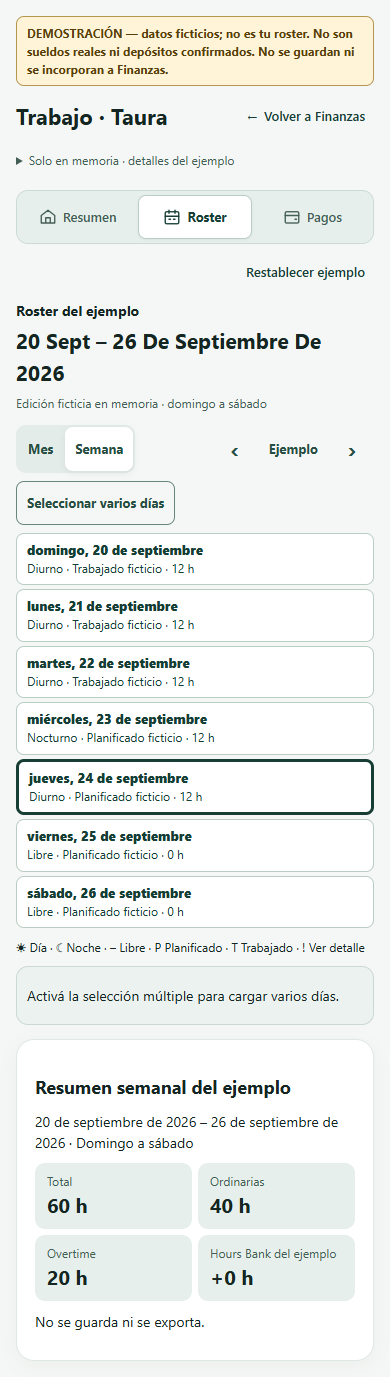 DEMOSTRACIÓN — datos ficticios; no es tu roster. No son
sueldos reales ni depósitos confirmados. No se guardan ni
se incorporan a Finanzas.
Trabajo · Taura
← Volver a Finanzas
▶ Solo en memoria · detalles del ejemplo
Resumen
Roster
Pagos
Restablecer ejemplo
Roster del ejemplo
20 Sept – 26 De Septiembre De
2026
Edición ficticia en memoria · domingo a sábado
Mes
Semana
‹
Ejemplo
›
Seleccionar varios días
domingo, 20 de septiembre
Diurno · Trabajado ficticio · 12 h
lunes, 21 de septiembre
Diurno · Trabajado ficticio · 12 h
martes, 22 de septiembre
Diurno · Trabajado ficticio · 12 h
miércoles, 23 de septiembre
Nocturno · Planificado ficticio · 12 h
jueves, 24 de septiembre
Diurno · Planificado ficticio · 12 h
viernes, 25 de septiembre
Libre · Planificado ficticio · 0 h
sábado, 26 de septiembre
Libre · Planificado ficticio · 0 h
☀ Día · ☾ Noche · – Libre · P Planificado · T Trabajado · ! Ver detalle
Activá la selección múltiple para cargar varios días.
Resumen semanal del ejemplo
20 de septiembre de 2026 – 26 de septiembre de
2026 · Domingo a sábado
Total
60 h
Ordinarias
40 h
Overtime
20 h
Hours Bank del ejemplo
+0 h
No se guarda ni se exporta.